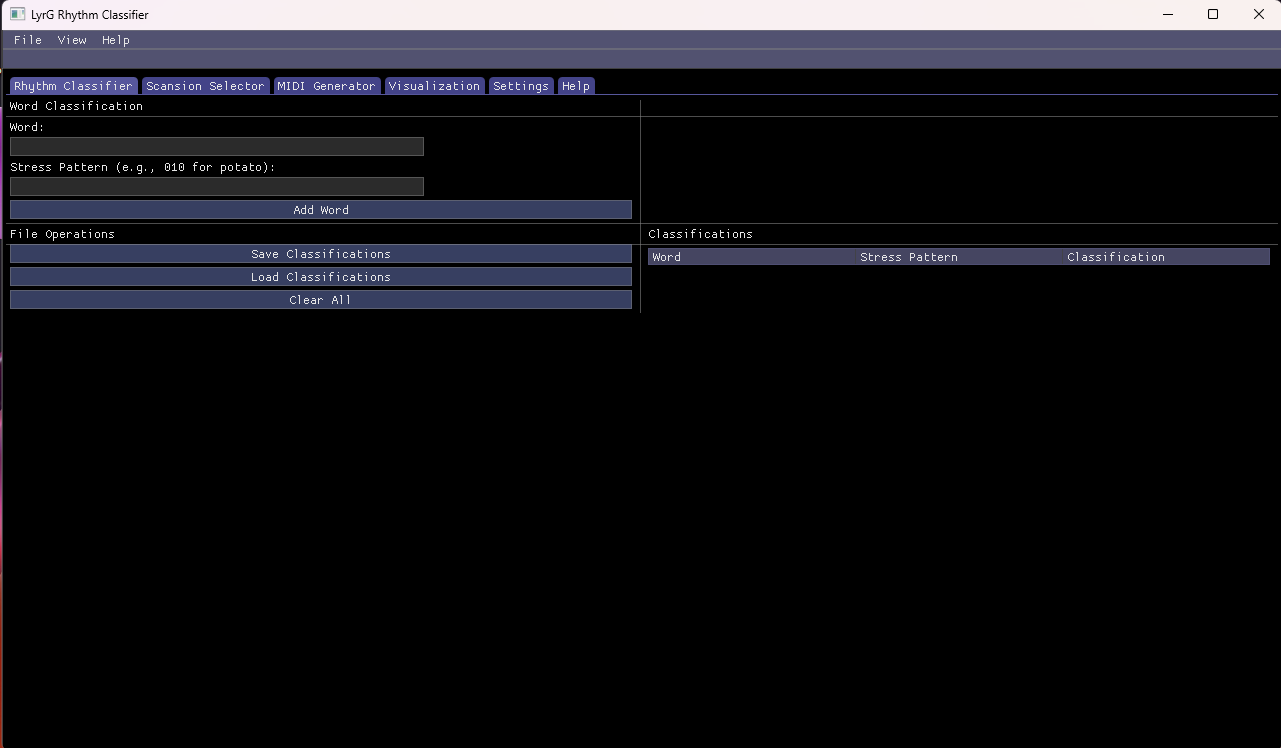 LyrG Rhythm Classifier
File View Help
Rhythm Classifier Scansion Selector MIDI Generator Visualization Settings Help
Word Classification
Word:
Stress Pattern (e.g., 010 for potato):
Add Word
File Operations
Save Classifications
Load Classifications
Clear All
Classifications
Word Stress Pattern Classification